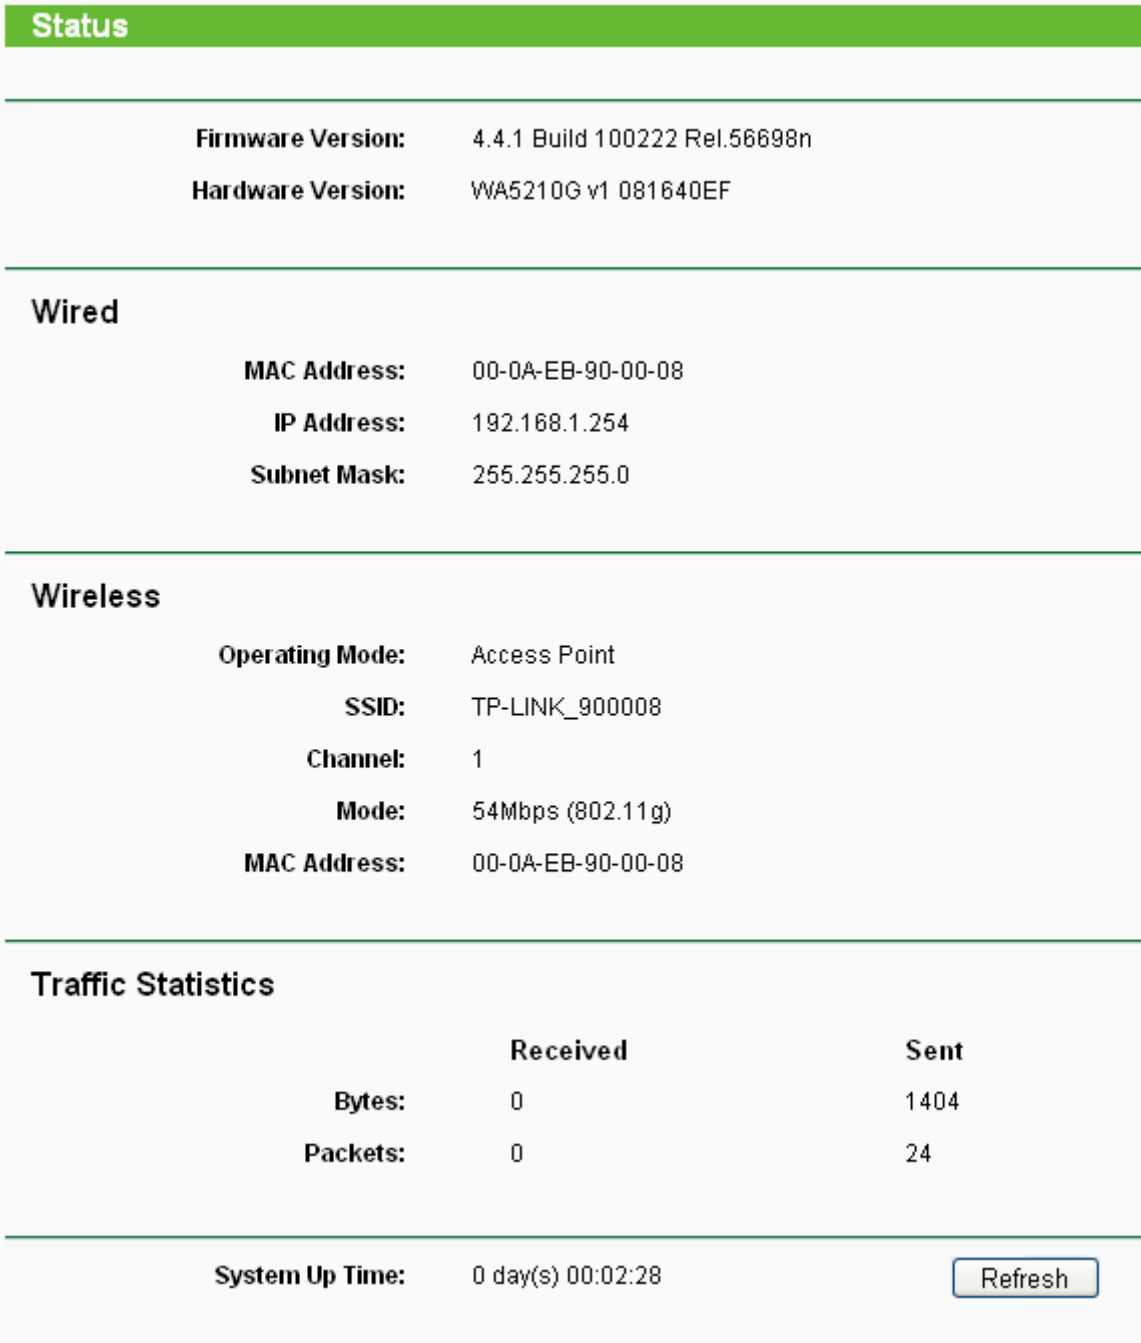 Status
Firmware Version: 4.4.1 Build 100222 Rel.56698n
Hardware Version: WA5210G v1 081640EF
Wired
MAC Address: 00-0A-EB-90-00-08
IP Address: 192.168.1.254
Subnet Mask: 255.255.255.0
Wireless
Operating Mode: Access Point
SSID: TP-LINK_900008
Channel: 1
Mode: 54Mbps (802.11g)
MAC Address: 00-0A-EB-90-00-08
Traffic Statistics
Received Sent
Bytes: 0 1404
Packets: 0 24
System Up Time: 0 day(s) 00:02:28 Refresh